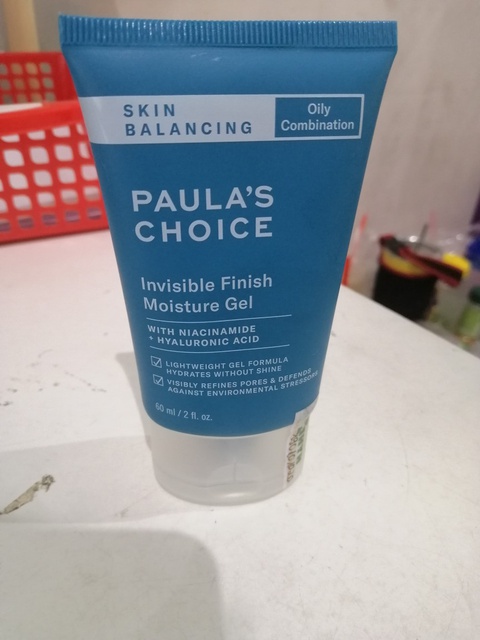 SKIN
BALANCING
Oily
Combination
PAULA'S
CHOICE
Invisible Finish
Moisture Gel
WITH NIACINAMIDE
+ HYALURONIC ACID
LIGHTWEIGHT GEL FORMULA
HYDRATES WITHOUT SHINE
VISIBLY REFINES PORES & DEFENDS
AGAINST ENVIRONMENTAL STRESSORS
60 ml / 2 fl. oz.